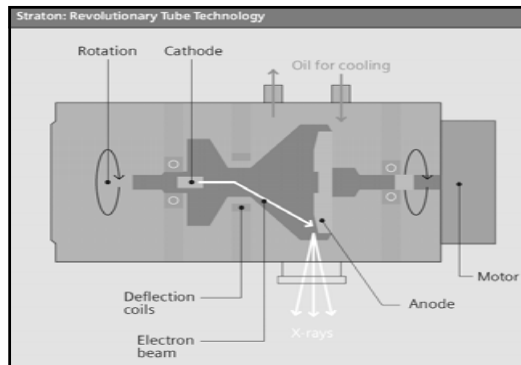 Straton: Revolutionary Tube Technology
Rotation
Cathode
Oil for cooling
Deflection
coils
Electron
beam
X-rays
Anode
Motor